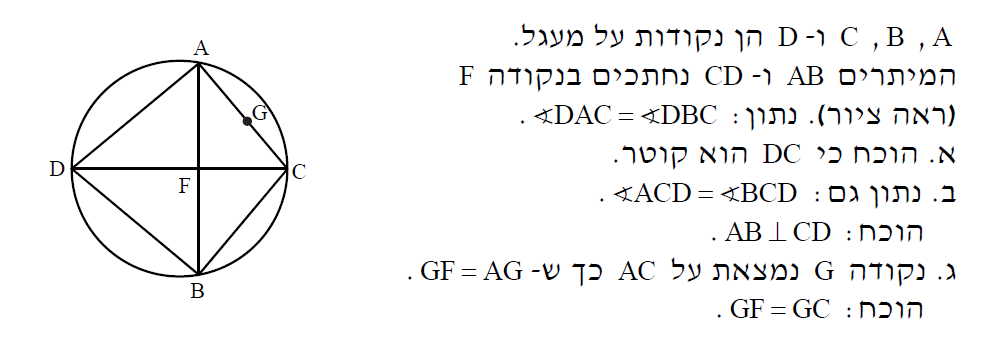 A , B , C ו- D הן נקודות על מעגל.
המיתרים AB ו- CD נחתכים בנקודה F
(ראה ציור). נתון : ∢DAC = ∢DBC .
א. הוכח כי DC הוא קוטר.
ב. נתון גם : ∢ACD = ∢BCD .
הוכח : AB ⊥ CD .
ג. נקודה G נמצאת על AC כך ש- GF = AG .
הוכח : GF = GC .
A
G
D
F
C
B